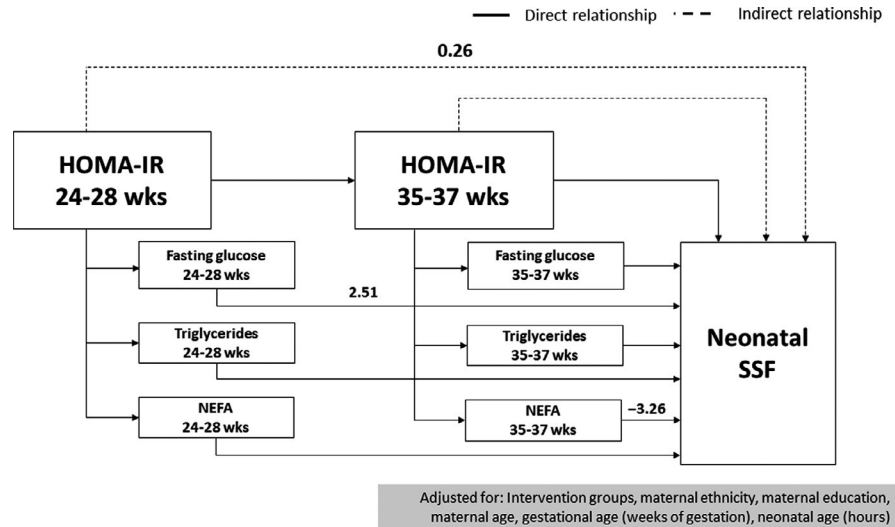 Direct relationship
Indirect relationship
0.26
HOMA-IR
24-28 wks
HOMA-IR
35-37 wks
Fasting glucose
24-28 wks
Fasting glucose
35-37 wks
2.51
Triglycerides
24-28 wks
Triglycerides
35-37 wks
NEFA
24-28 wks
NEFA
35-37 wks
−3.26
Neonatal
SSF
Adjusted for: Intervention groups, maternal ethnicity, maternal education,
maternal age, gestational age (weeks of gestation), neonatal age (hours)